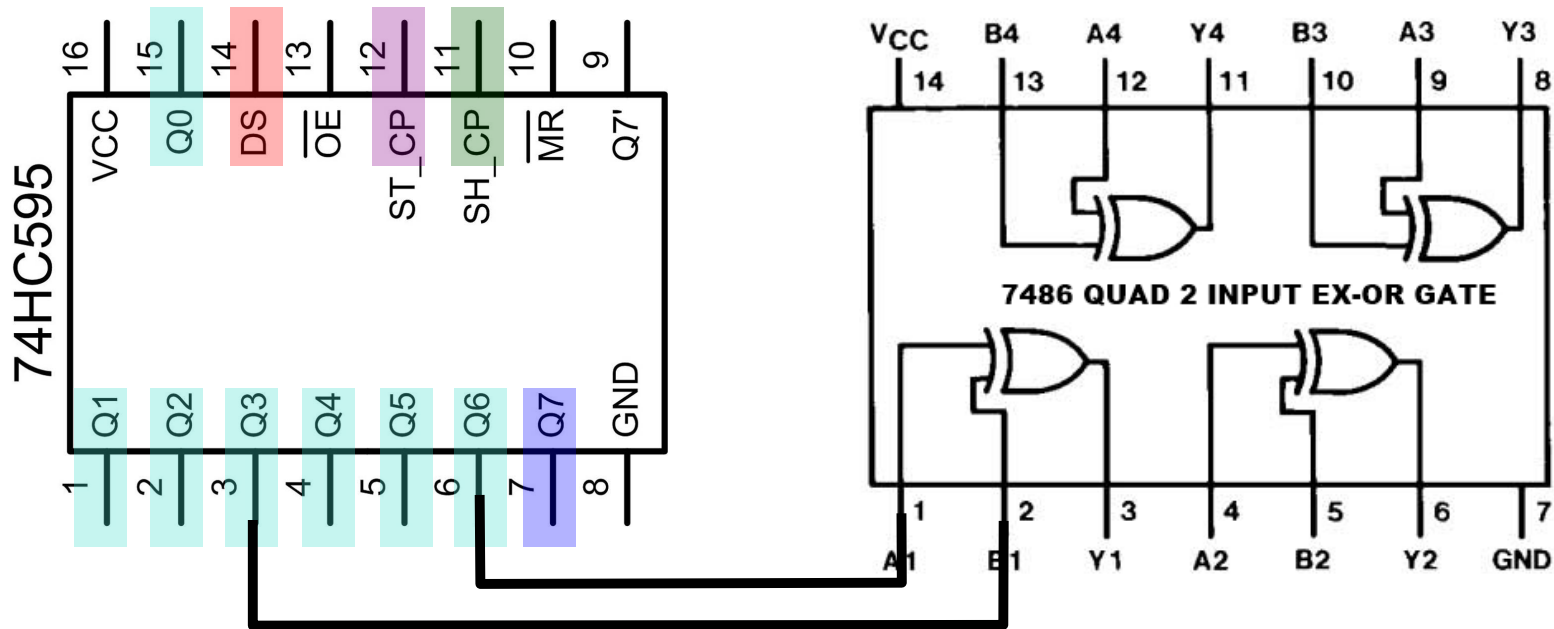 16 15 14 13 12 11 10 9
VCC Q0 DS OE ST_CP SH_CP MR Q7'
74HC595
Q1 Q2 Q3 Q4 Q5 Q6 Q7 GND
1 2 3 4 5 6 7 8
VCC B4 A4 Y4 B3 A3 Y3
14 13 12 11 10 9 8
7486 QUAD 2 INPUT EX-OR GATE
1 2 3 4 5 6 7
A1 B1 Y1 A2 B2 Y2 GND